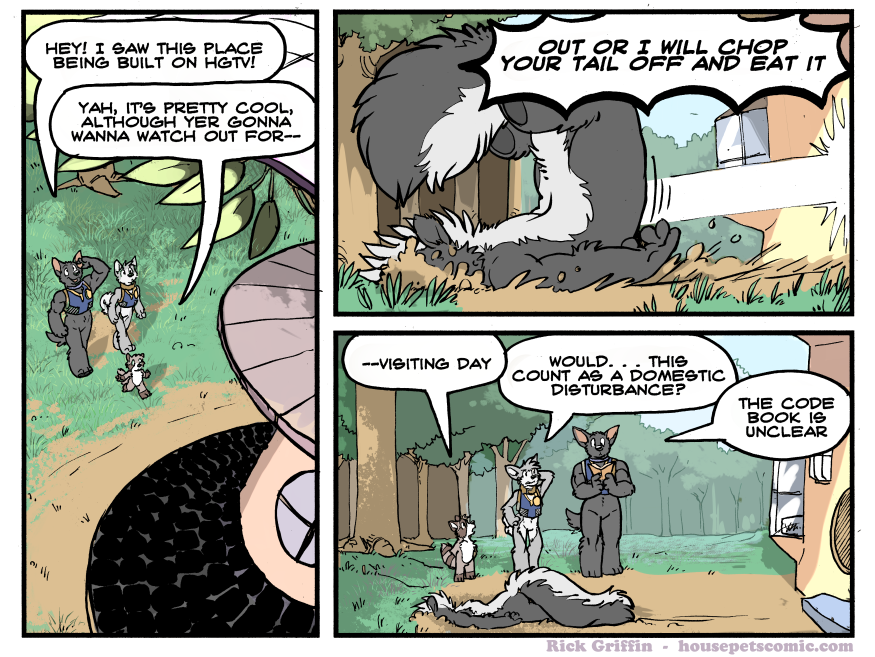 HEY! I SAW THIS PLACE
BEING BUILT ON HGTV!
YAH, IT'S PRETTY COOL,
ALTHOUGH YER GONNA
WANNA WATCH OUT FOR--
OUT OR I WILL CHOP
YOUR TAIL OFF AND EAT IT
--VISITING DAY
WOULD. . . THIS
COUNT AS A DOMESTIC
DISTURBANCE?
THE CODE
BOOK IS
UNCLEAR
Rick Griffin - housepetscomic.com